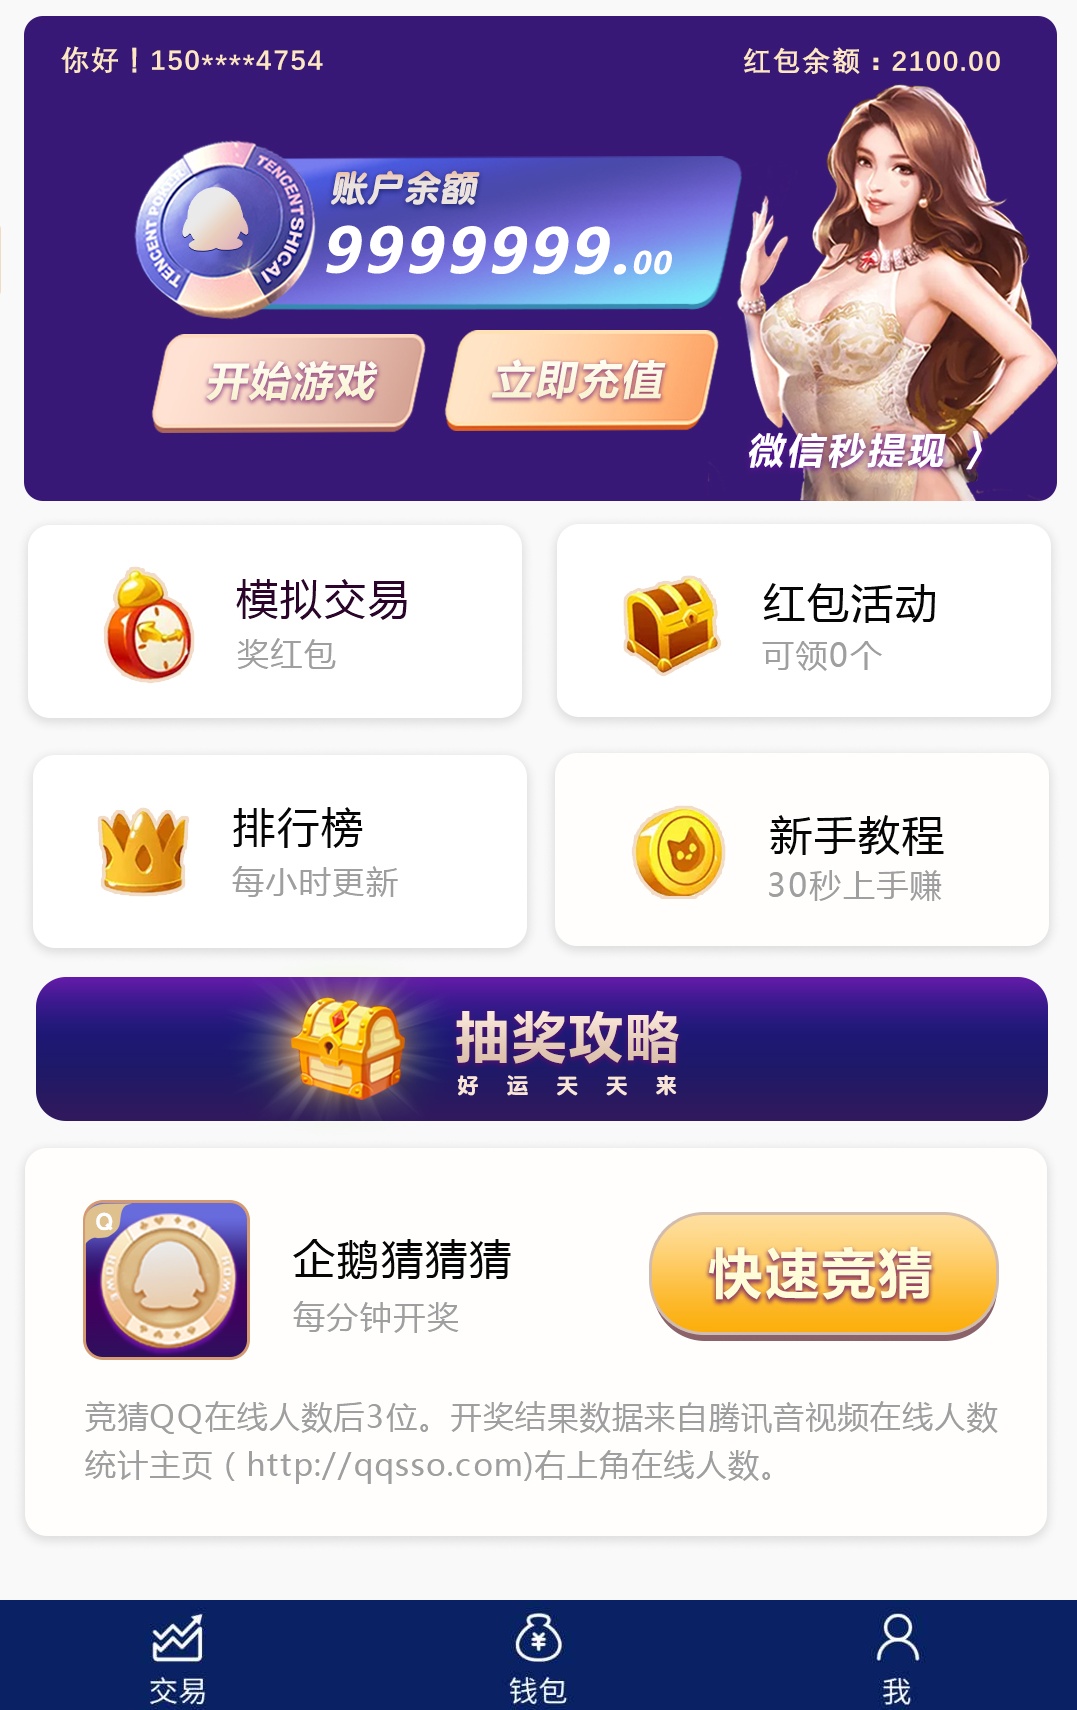 你好！150****4754
红包余额：2100.00
TENCENT POKER
TENCENT SHICAI
账户余额
9999999.00
开始游戏
立即充值
微信秒提现 〉
模拟交易
奖红包
红包活动
可领0个
排行榜
每小时更新
新手教程
30秒上手赚
抽奖攻略
好运天天来
Q
企鹅猜猜猜
每分钟开奖
快速竞猜
竞猜QQ在线人数后3位。开奖结果数据来自腾讯音视频在线人数
统计主页 ( http://qqsso.com)右上角在线人数。
交易
钱包
我